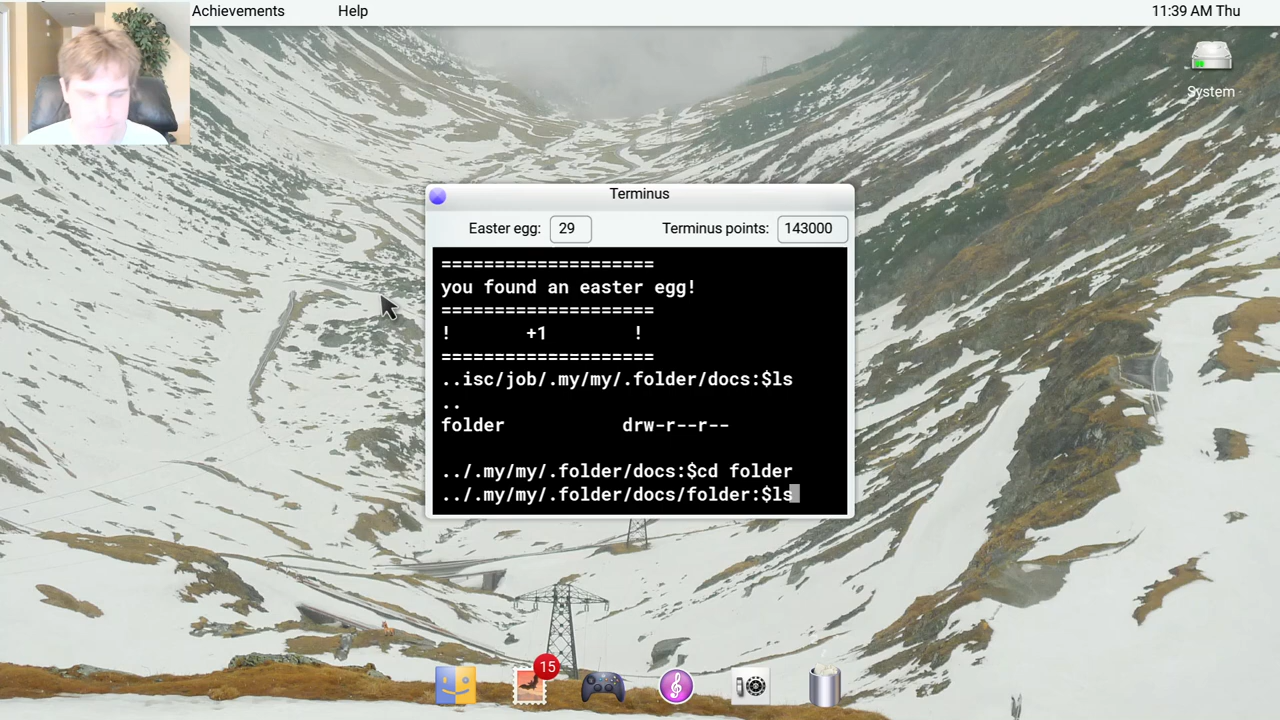 Achievements Help 11:39 AM Thu
System
Terminus
Easter egg: 29 Terminus points: 143000
====================
you found an easter egg!
====================
! +1 !
====================
..isc/job/.my/my/.folder/docs:$ls
..
folder drw-r--r--
../.my/my/.folder/docs:$cd folder
../.my/my/.folder/docs/folder:$ls
15